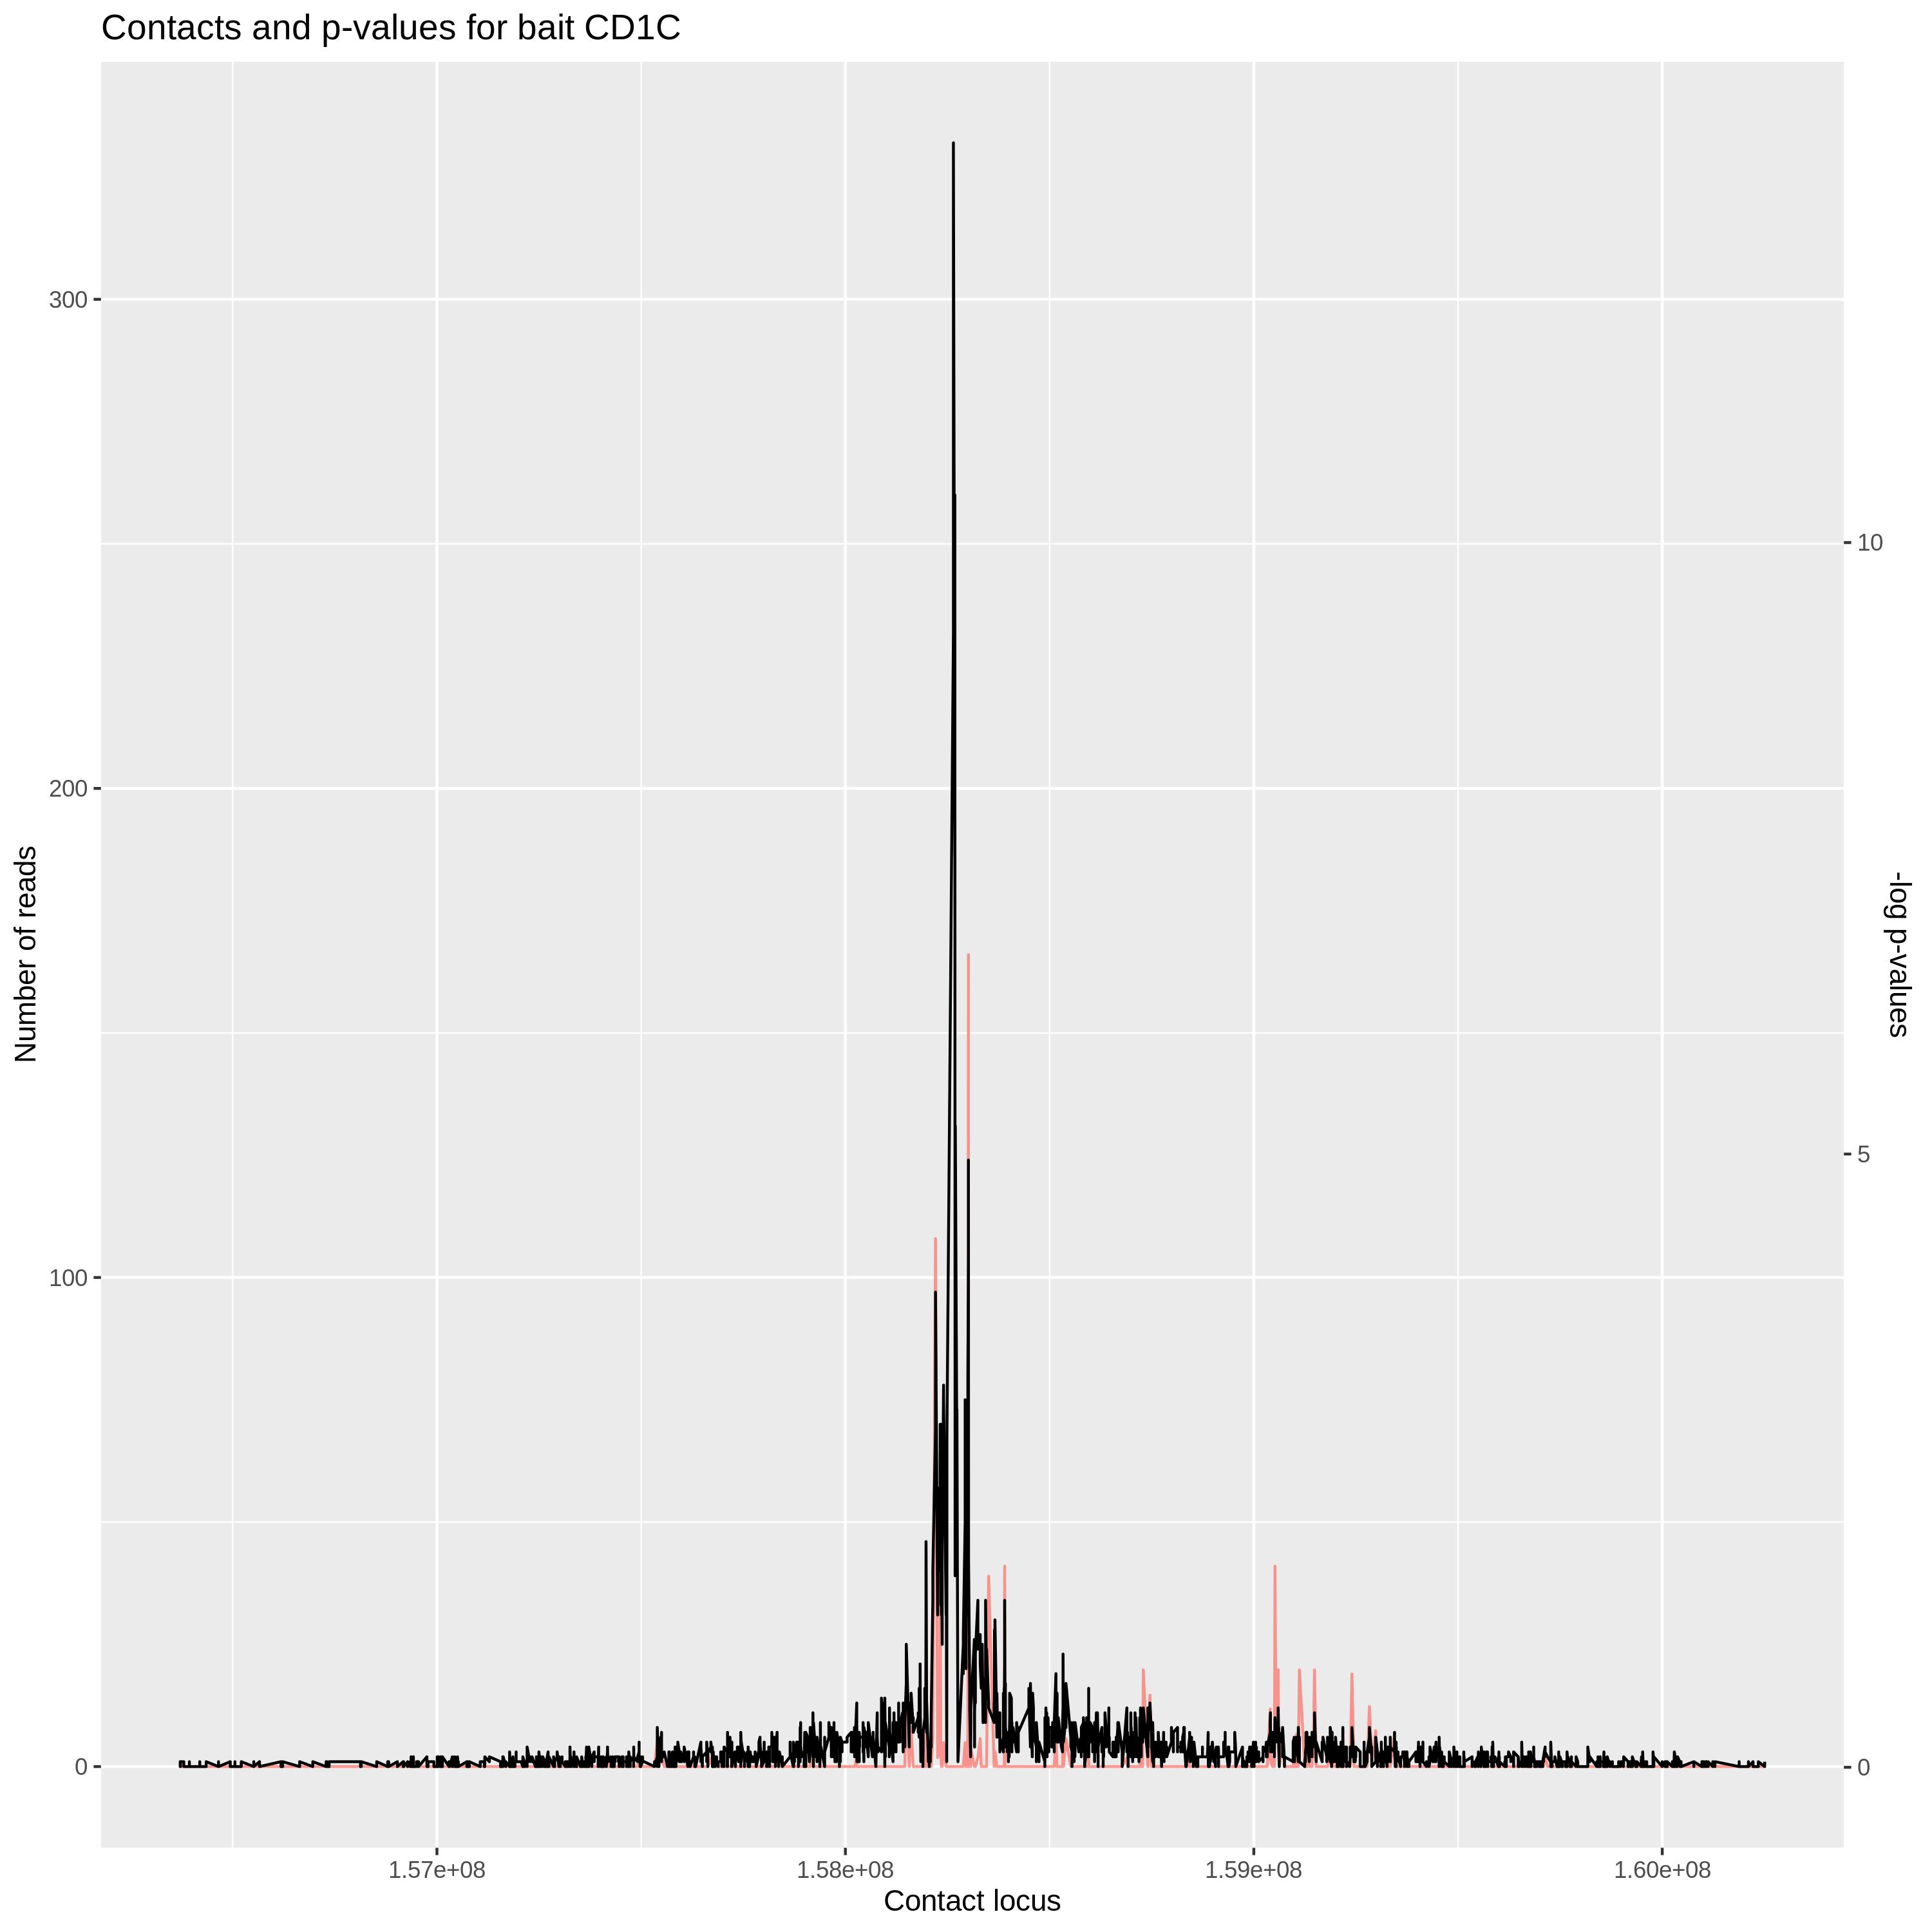 Contacts and p-values for bait CD1C
Number of reads
300
200
100
0
10
5
0
-log p-values
1.57e+08
1.58e+08
1.59e+08
1.60e+08
Contact locus